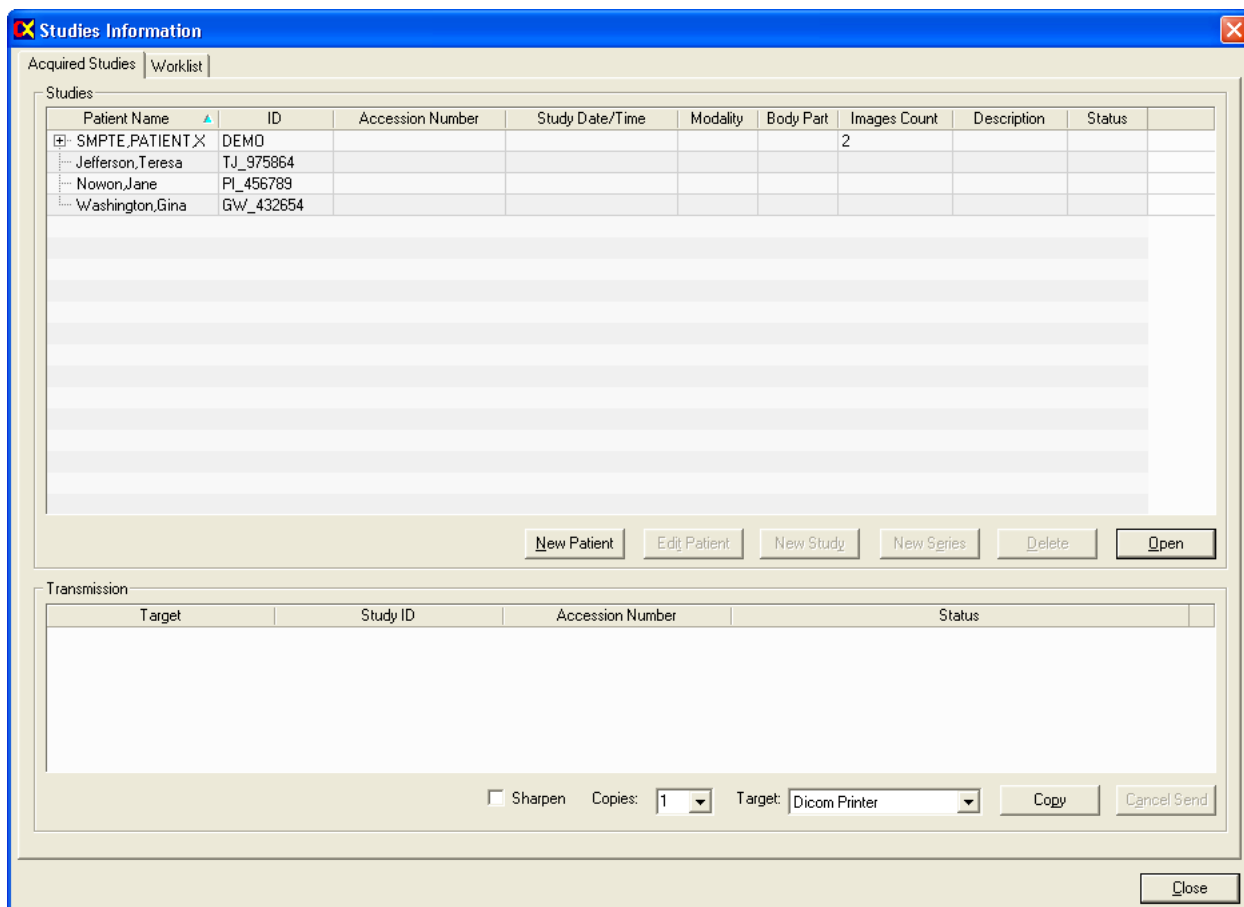 Studies Information
Acquired Studies Worklist
Studies
Patient Name ID Accession Number Study Date/Time Modality Body Part Images Count Description Status
SMPTE,PATIENT,X DEMO 2
Jefferson,Teresa TJ_975864
Nowon,Jane PI_456789
Washington,Gina GW_432654
New Patient Edit Patient New Study New Series Delete Open
Transmission
Target Study ID Accession Number Status
Sharpen Copies: 1 Target: Dicom Printer Copy Cancel Send
Close